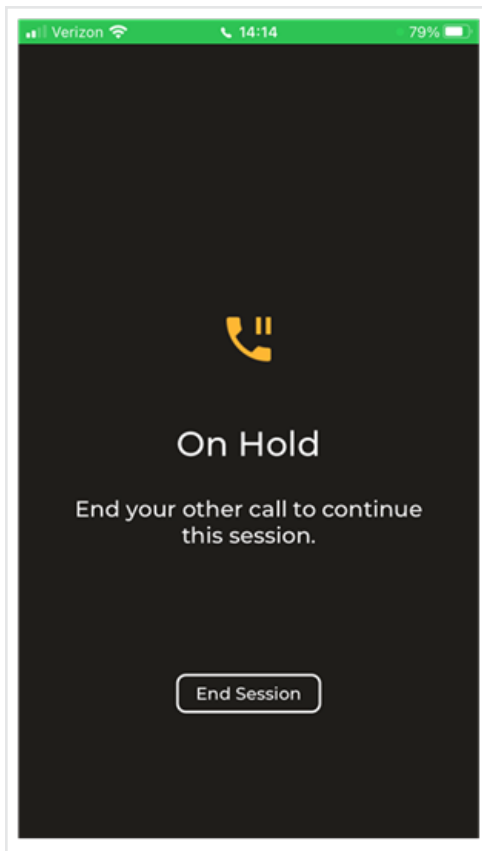 Verizon 14:14 79%
On Hold
End your other call to continue
this session.
End Session